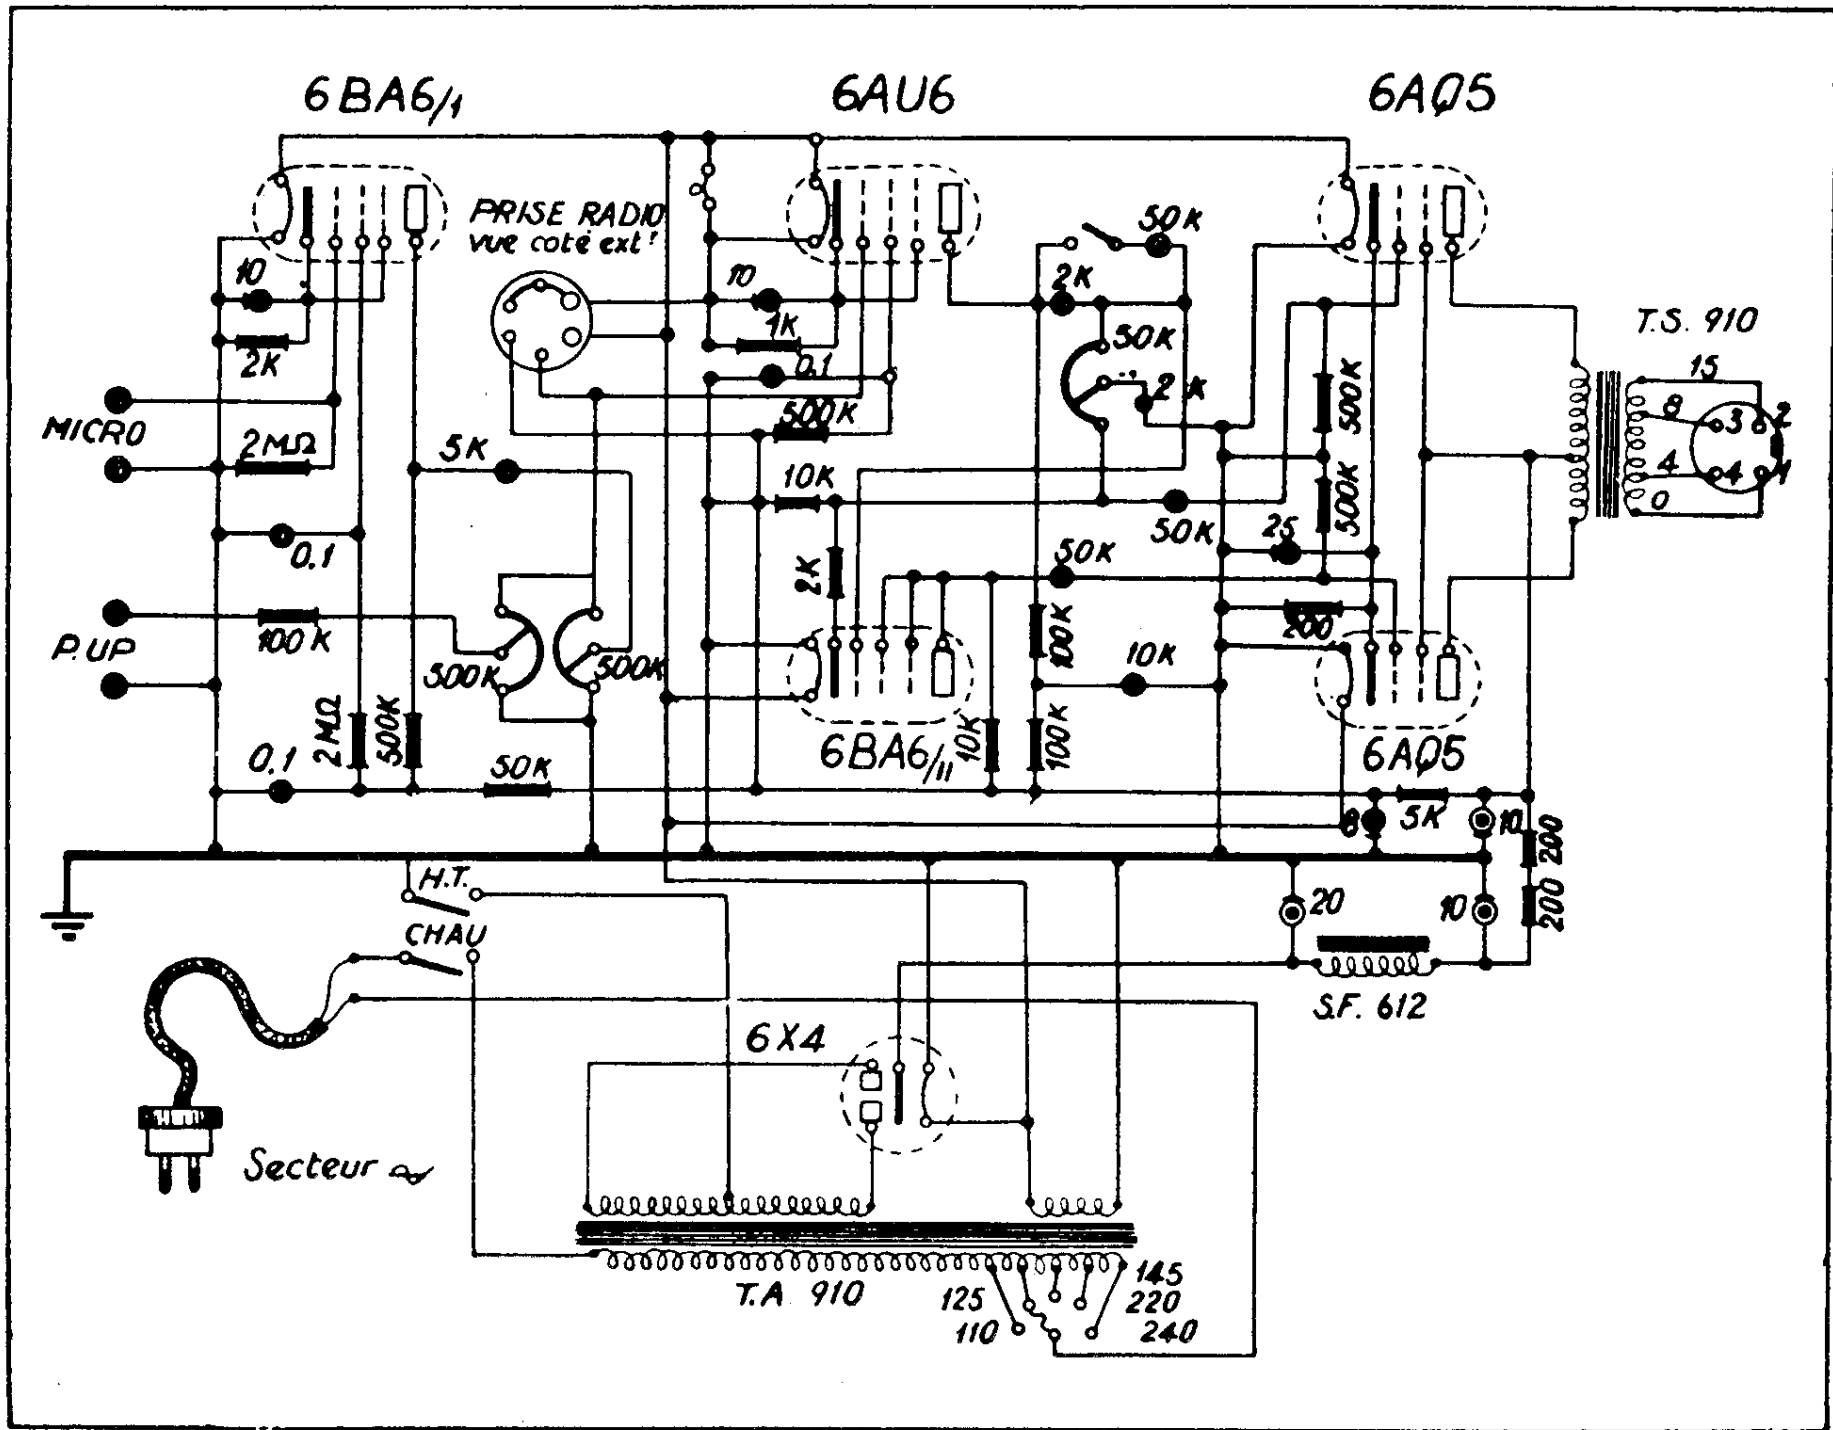 6BA6/1
6AU6
6AQ5
PRISE RADIO
vue coté ext!
10
2K
MICRO
2MΩ
5K
0.1
P.UP
100K
500K
500K
2MΩ
500K
0.1
50K
10
1K
0.1
500K
10K
2K
50K
2K
50K
2K
50K
50K
100K
10K
10K
100K
6BA6/II
500K
500K
25
200
6AQ5
8
5K
10
200
200
T.S. 910
15
8
4
0
3
2
4
1
H.T.
CHAU
20
10
S.F. 612
6X4
Secteur
T.A 910
125
110
145
220
240